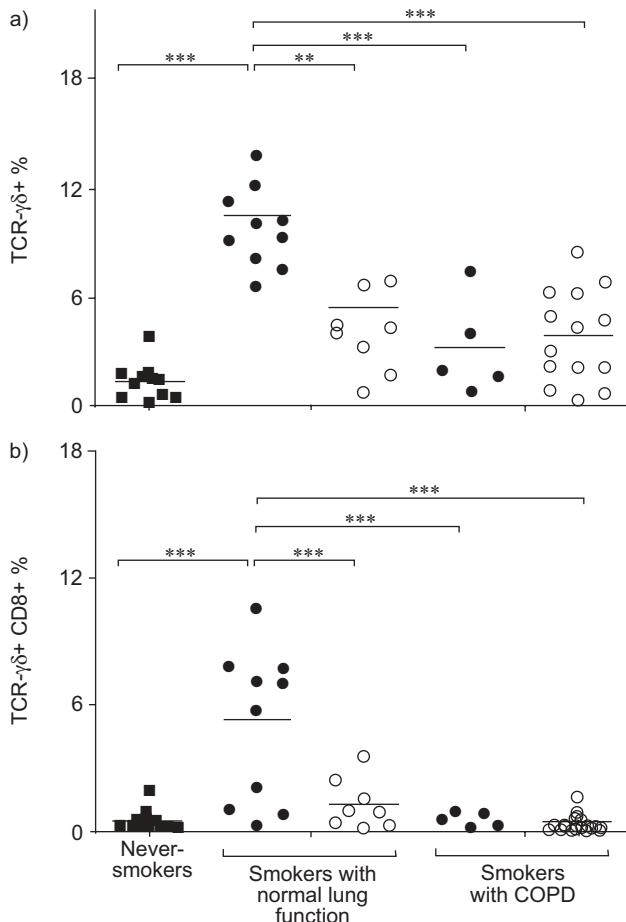 a)
***
***
*** **
18
12
6
0
TCR-γδ+ %
b)
18
***
***
*** ***
12
6
0
TCR-γδ+ CD8+ %
Never-
smokers
Smokers with
normal lung
function
Smokers
with COPD